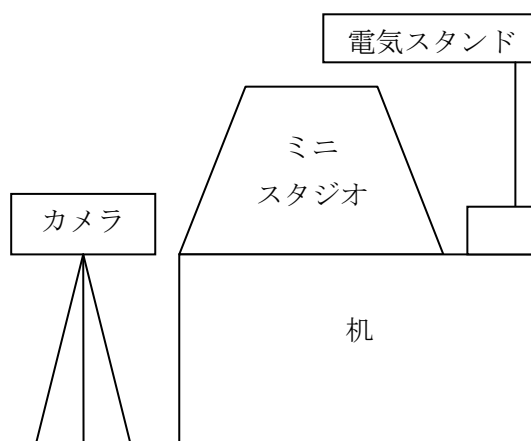 電気スタンド
ミニ
スタジオ
カメラ
机